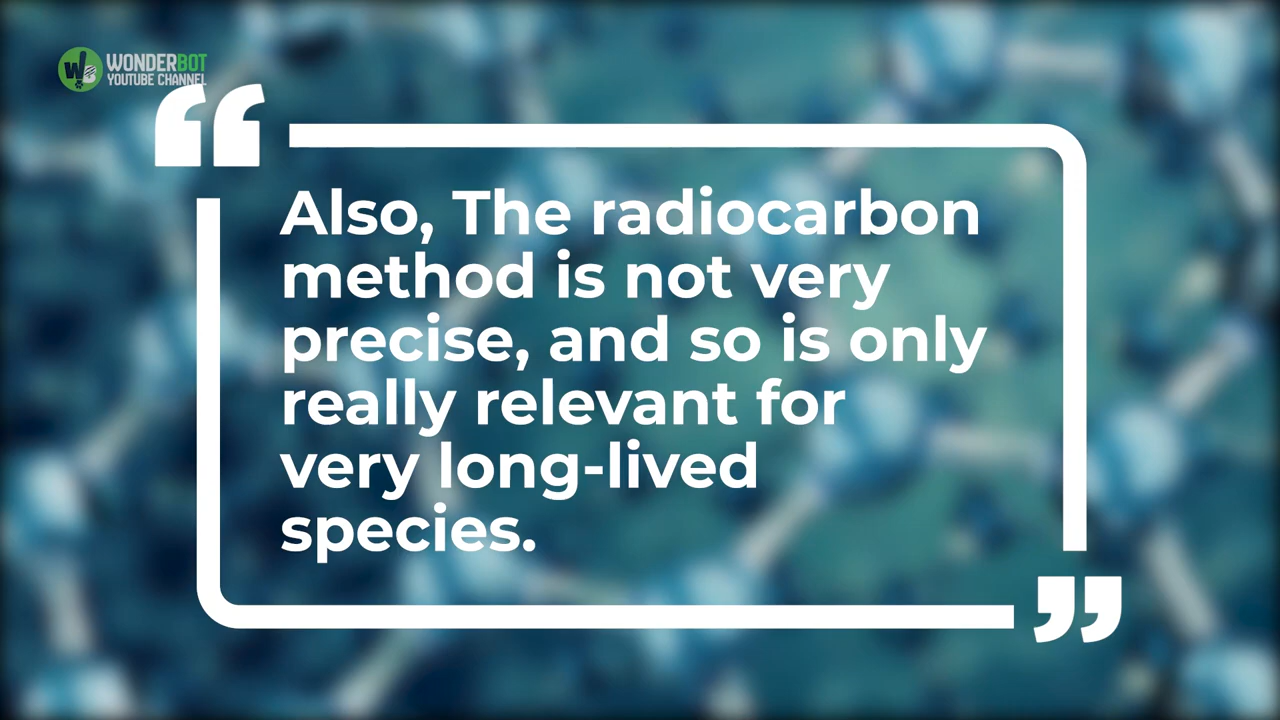 WONDERBOT
YOUTUBE CHANNEL
“
Also, The radiocarbon
method is not very
precise, and so is only
really relevant for
very long-lived
species.
”